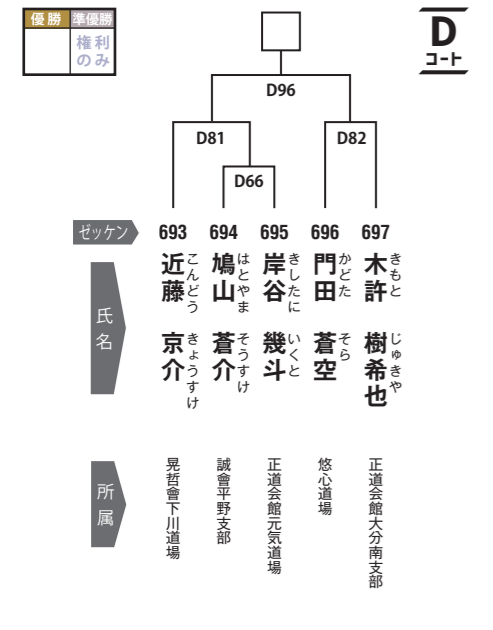 優勝 準優勝
権利
のみ
D
コート
D96
D81
D82
D66
ゼッケン 693 694 695 696 697
氏名
近藤 京介
こんどう きょうすけ
鳩山 蒼介
はとやま そうすけ
岸谷 幾斗
きしたに いくと
門田 蒼空
かどた そら
木許 樹希也
きもと じゅきや
所属
晃哲會下川道場
誠會平野支部
正道会館元気道場
悠心道場
正道会館大分南支部